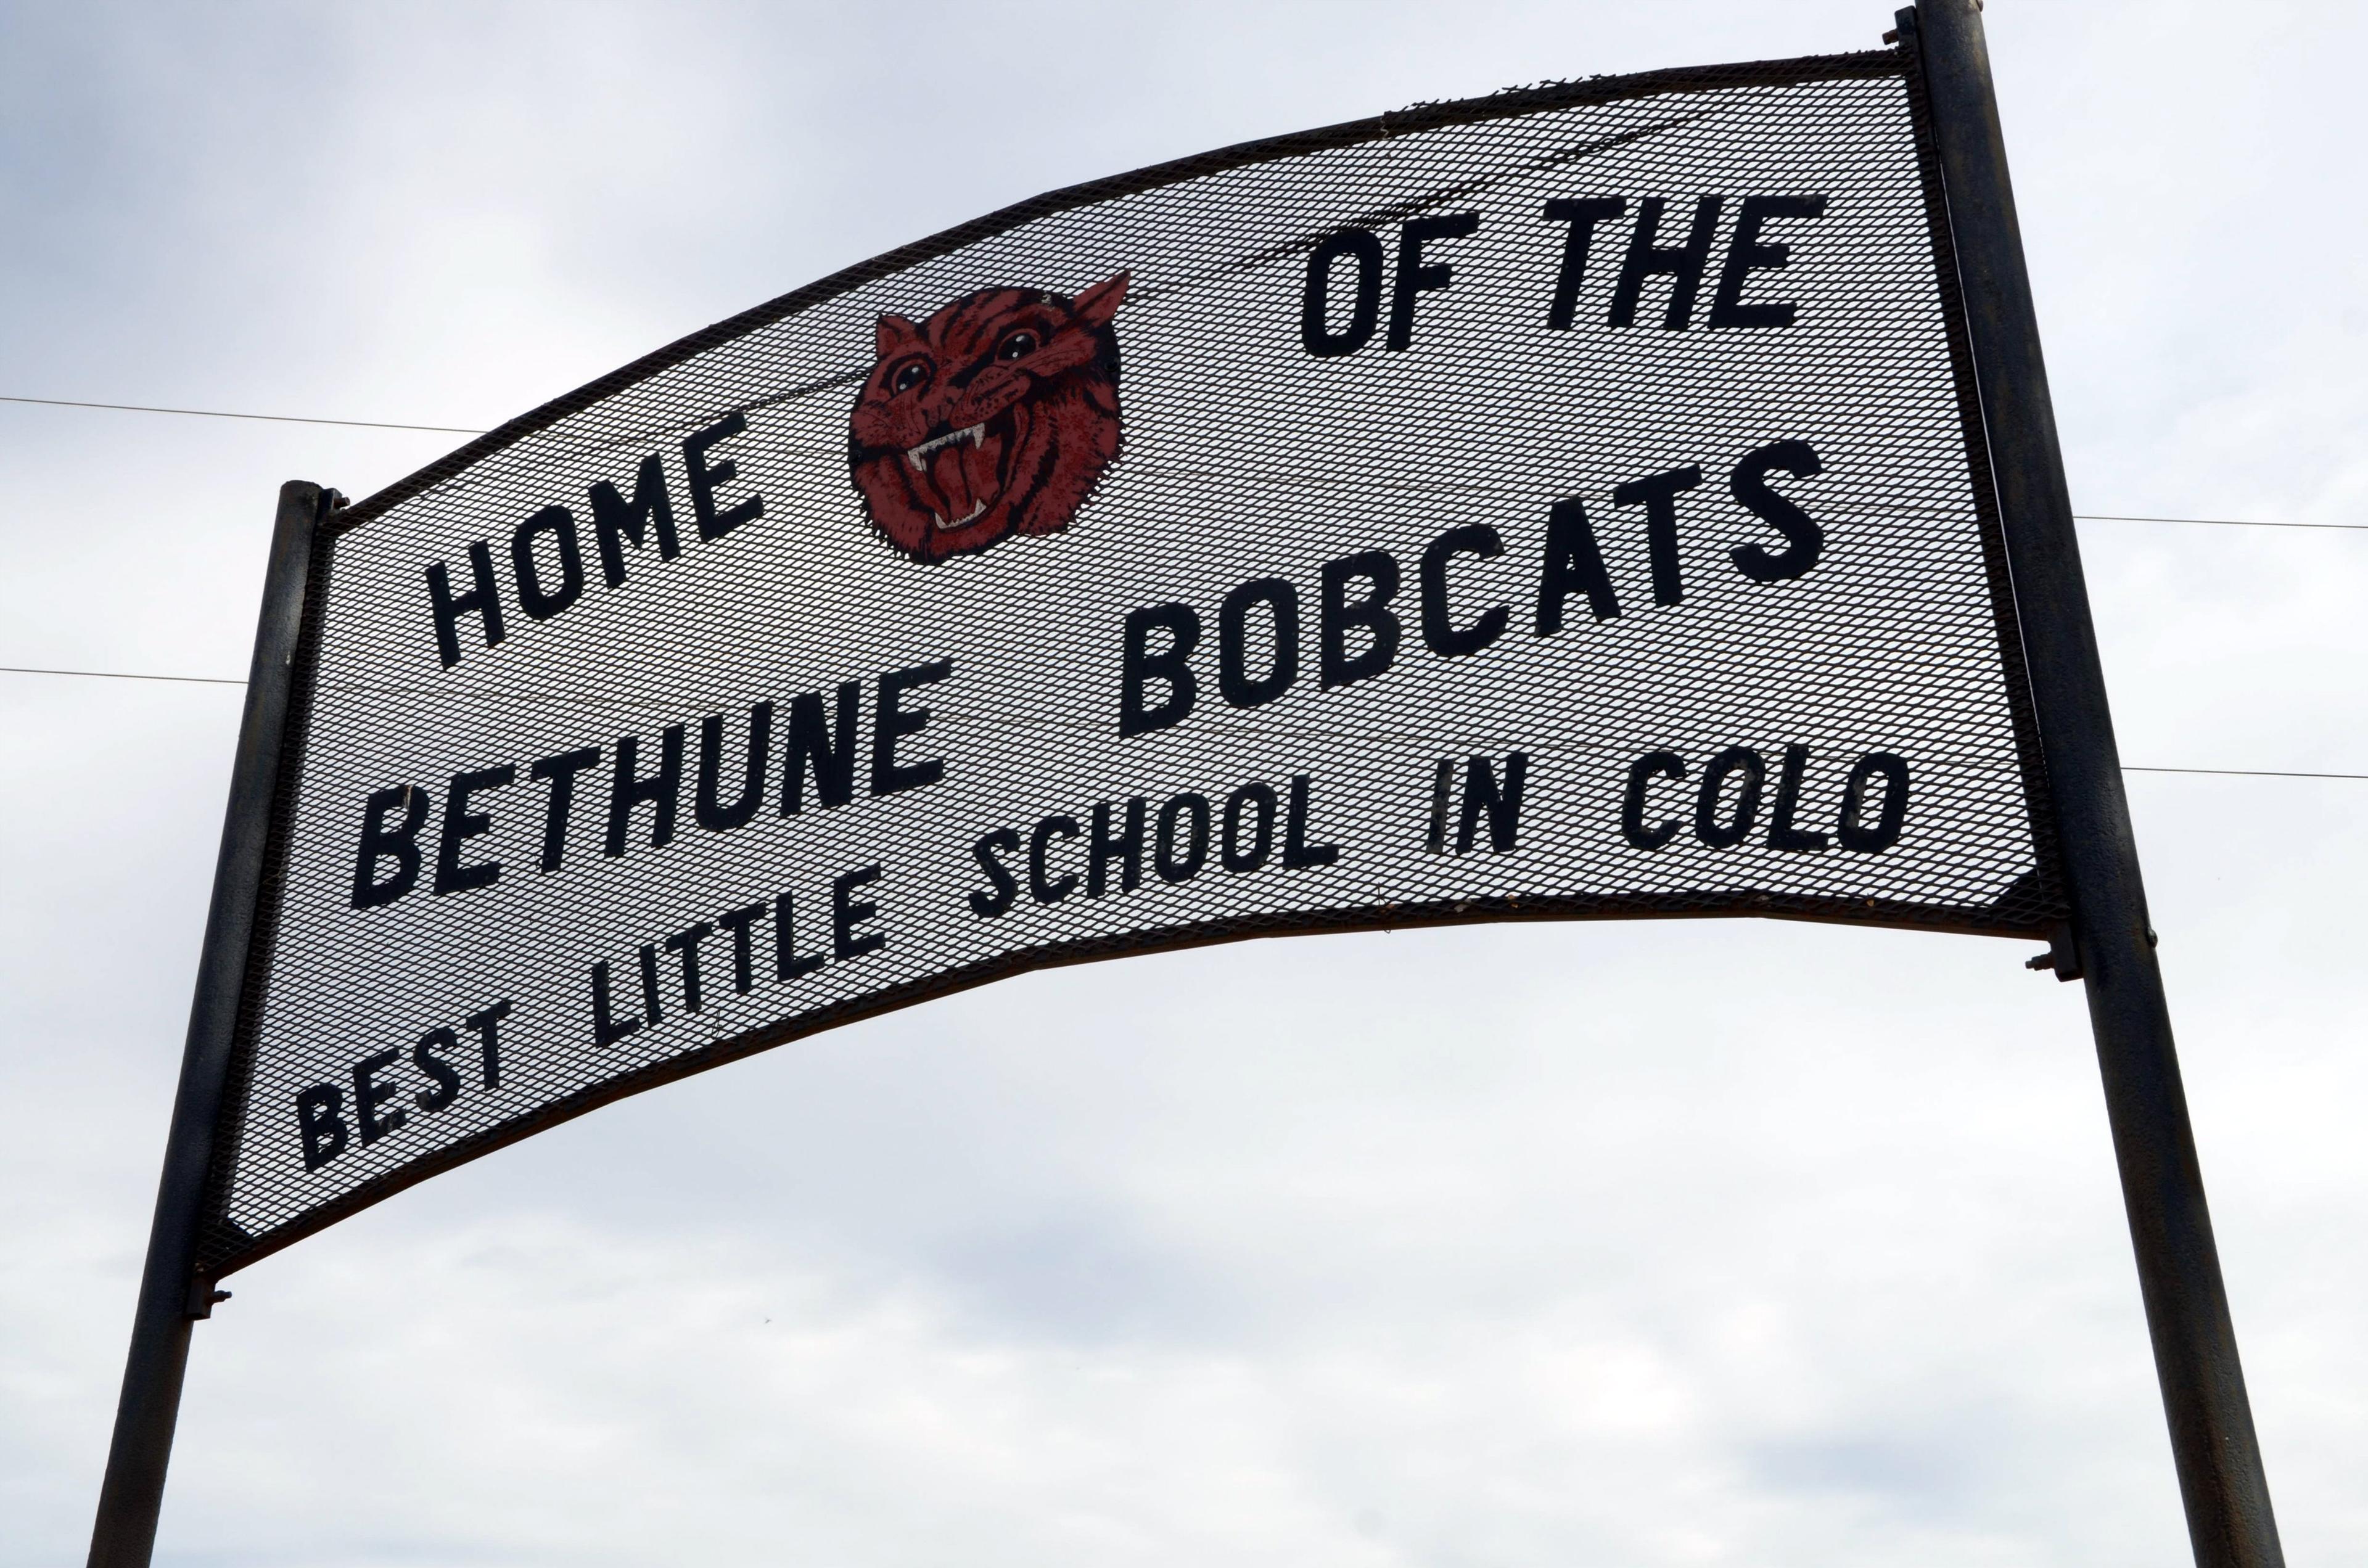 HOME OF THE
BETHUNE BOBCATS
BEST LITTLE SCHOOL IN COLO